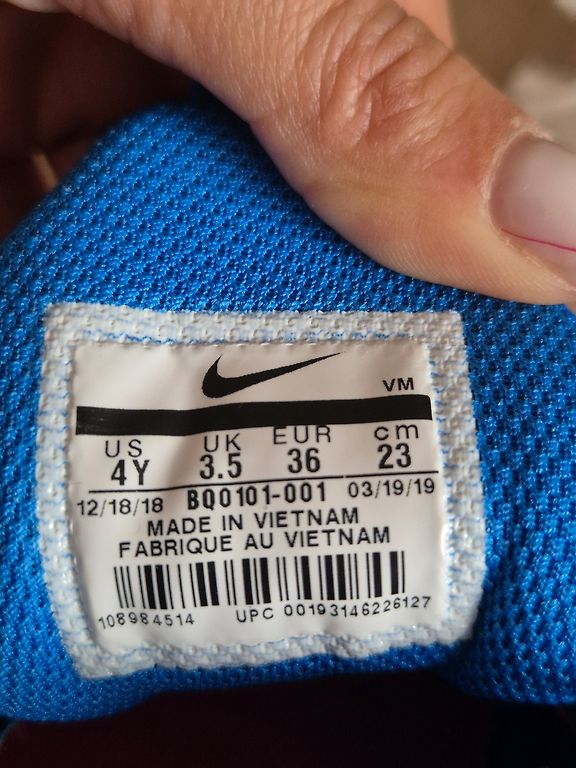 VM
US UK EUR cm
4Y 3.5 36 23
12/18/18 BQ0101-001 03/19/19
MADE IN VIETNAM
FABRIQUE AU VIETNAM
108984514 UPC 00193146226127